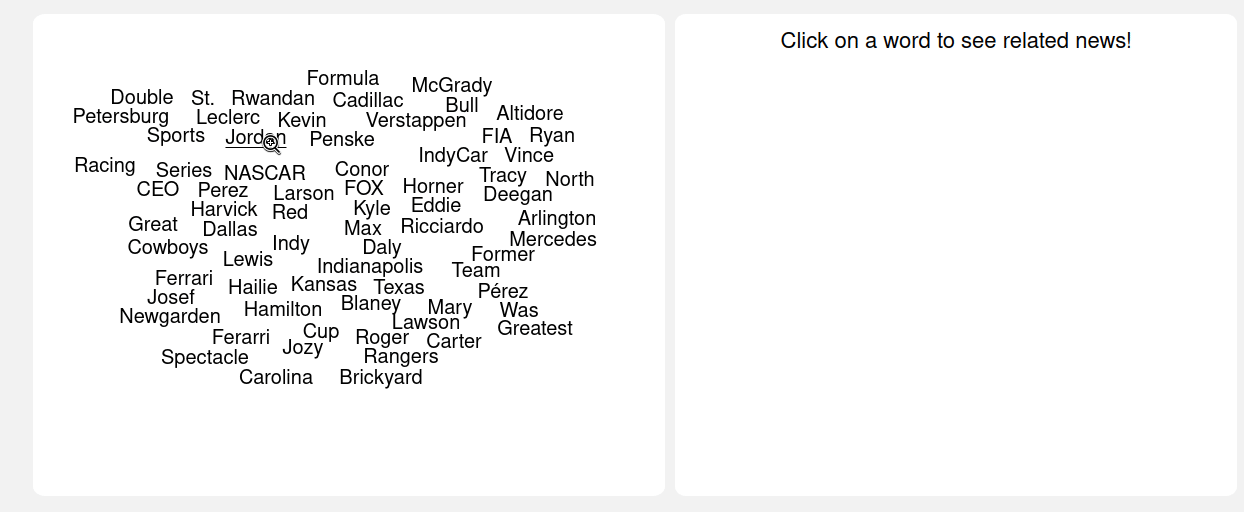 Click on a word to see related news!
Formula McGrady
Double St. Rwandan Cadillac Bull
Petersburg Leclerc Kevin Verstappen Altidore
Sports Jordan Penske FIA Ryan
Racing Series NASCAR Conor IndyCar Vince
CEO Perez Larson FOX Horner Tracy North
Harvick Red Kyle Eddie Deegan
Great Dallas Max Ricciardo Arlington
Cowboys Indy Daly Mercedes
Lewis Indianapolis Former
Ferrari Hailie Kansas Texas Team
Josef Blaney Pérez
Newgarden Hamilton Mary Was
Ferarri Cup Roger Lawson Greatest
Spectacle Jozy Rangers Carter
Carolina Brickyard